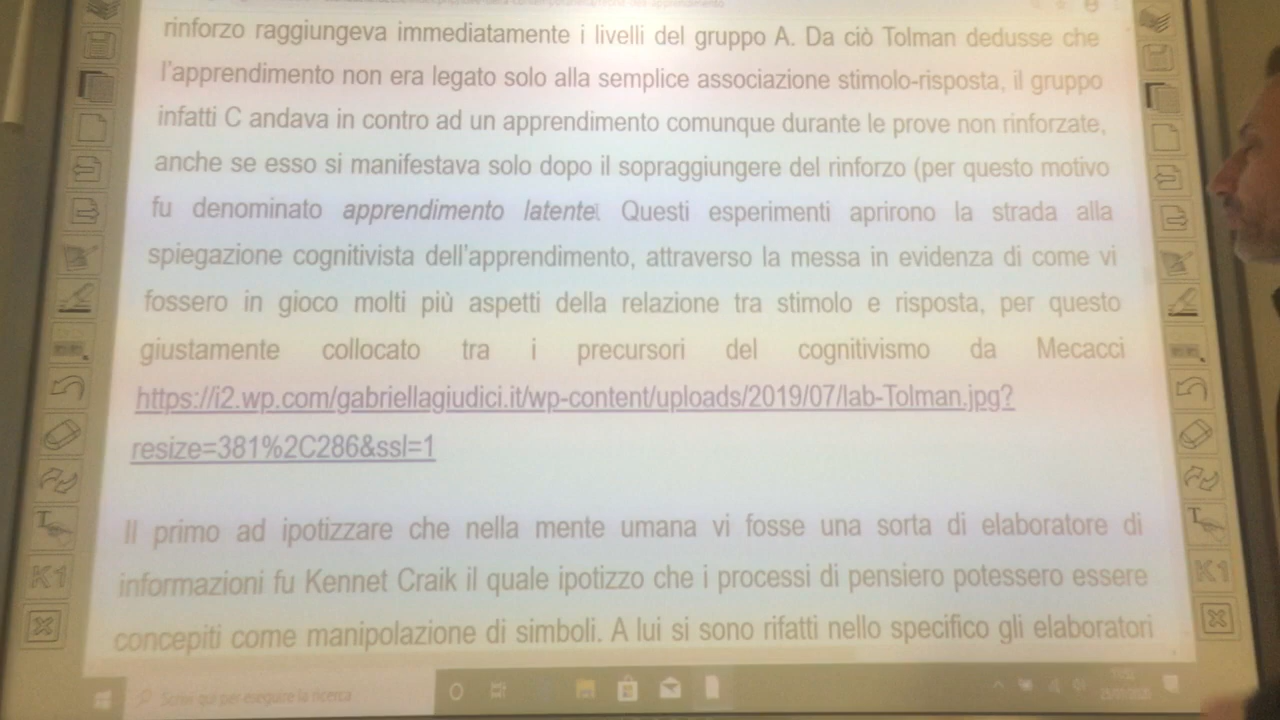 rinforzo raggiungeva immediatamente i livelli del gruppo A. Da ciò Tolman dedusse che
l'apprendimento non era legato solo alla semplice associazione stimolo-risposta, il gruppo
infatti C andava in contro ad un apprendimento comunque durante le prove non rinforzate,
anche se esso si manifestava solo dopo il sopraggiungere del rinforzo (per questo motivo
fu denominato apprendimento latente Questi esperimenti aprirono la strada alla
spiegazione cognitivista dell'apprendimento, attraverso la messa in evidenza di come vi
fossero in gioco molti più aspetti della relazione tra stimolo e risposta, per questo
giustamente collocato tra i precursori del cognitivismo da Mecacci
https://i2.wp.com/gabriellagiudici.it/wp-content/uploads/2019/07/lab-Tolman.jpg?
resize=381%2C286&ssl=1
Il primo ad ipotizzare che nella mente umana vi fosse una sorta di elaboratore di
informazioni fu Kennet Craik il quale ipotizzo che i processi di pensiero potessero essere
concepiti come manipolazione di simboli. A lui si sono rifatti nello specifico gli elaboratori
K1
K1
Scrivi qui per eseguire la ricerca